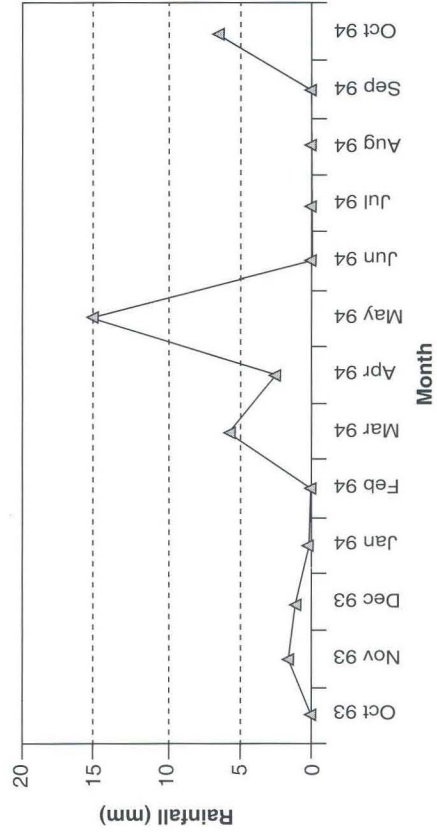 Rainfall (mm)
20
15
10
5
0
Oct 93
Nov 93
Dec 93
Jan 94
Feb 94
Mar 94
Apr 94
May 94
Jun 94
Jul 94
Aug 94
Sep 94
Oct 94
Month